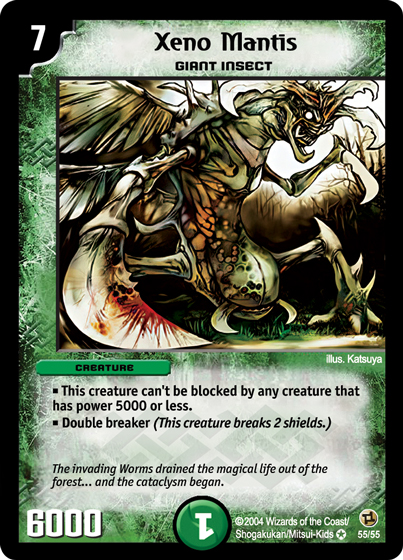 7
Xeno Mantis
GIANT INSECT
illus. Katsuya
CREATURE
▪ This creature can't be blocked by any creature that
has power 5000 or less.
▪ Double breaker (This creature breaks 2 shields.)
The invading Worms drained the magical life out of the
forest... and the cataclysm began.
6000
1
©2004 Wizards of the Coast/
Shogakukan/Mitsui-Kids ✪ 55/55